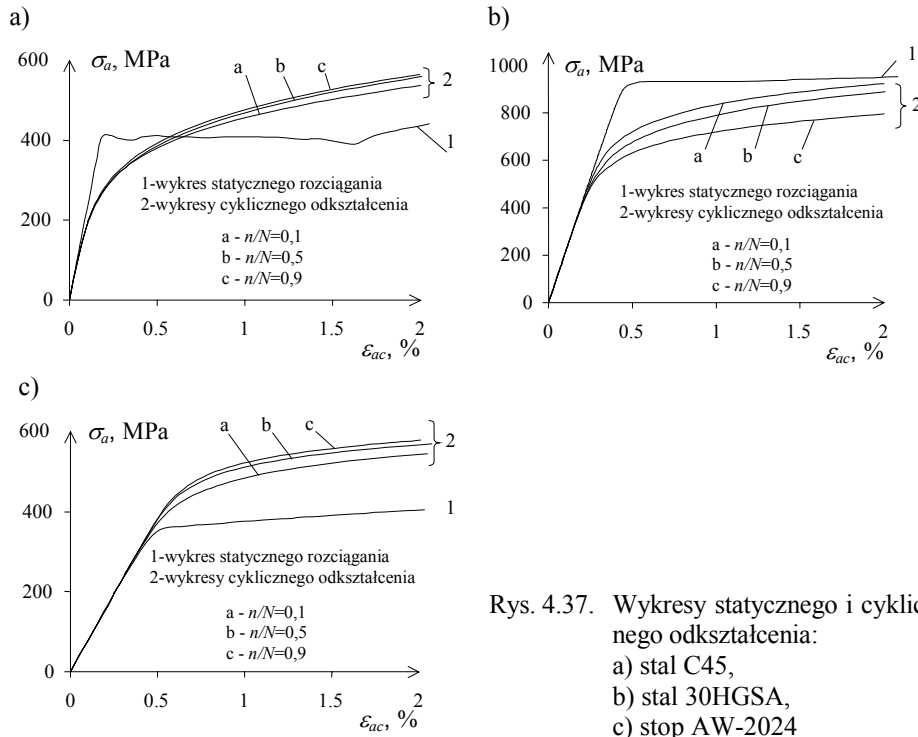 a)
σa, MPa
600
400
200
0
0
0.5
1
1.5
2
εac, %
a
b
c
2
1
1-wykres statycznego rozciągania
2-wykresy cyklicznego odkształcenia
a - n/N=0,1
b - n/N=0,5
c - n/N=0,9
b)
σa, MPa
1000
800
600
400
200
0
0
0.5
1
1.5
2
εac, %
1
2
a
b
c
1-wykres statycznego rozciągania
2-wykresy cyklicznego odkształcenia
a - n/N=0,1
b - n/N=0,5
c - n/N=0,9
c)
σa, MPa
600
400
200
0
0
0.5
1
1.5
2
εac, %
a
b
c
2
1
1-wykres statycznego rozciągania
2-wykresy cyklicznego odkształcenia
a - n/N=0,1
b - n/N=0,5
c - n/N=0,9
Rys. 4.37. Wykresy statycznego i cyklicz
nego odkształcenia:
a) stal C45,
b) stal 30HGSA,
c) stop AW-2024